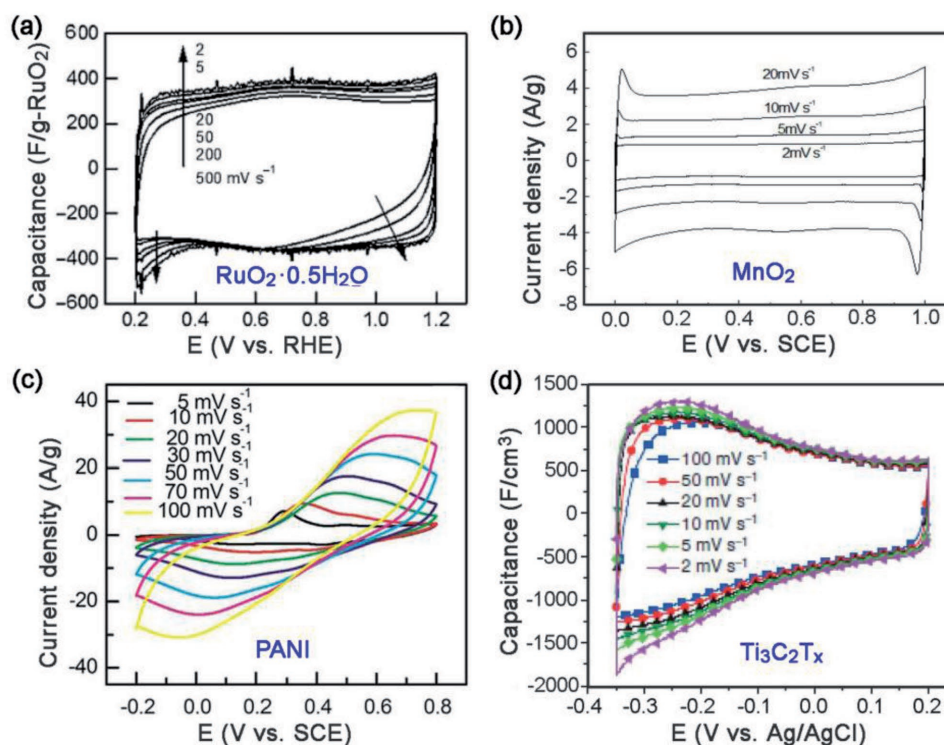 (a)
600
400
200
0
−200
−400
−600
Capacitance (F/g-RuO2)
2
5
20
50
200
500 mV s−1
RuO2·0.5H2O
0.2 0.4 0.6 0.8 1.0 1.2
E (V vs. RHE)
(b)
6
4
2
0
-2
-4
-6
-8
Current density (A/g)
20mV s-1
10mV s-1
5mV s-1
2mV s-1
MnO2
0.0 0.2 0.4 0.6 0.8 1.0
E (V vs. SCE)
(c)
40
20
0
-20
-40
Current density (A/g)
5 mV s-1
10 mV s-1
20 mV s-1
30 mV s-1
50 mV s-1
70 mV s-1
100 mV s-1
PANI
-0.2 0.0 0.2 0.4 0.6 0.8
E (V vs. SCE)
(d)
1500
1000
500
0
-500
-1000
-1500
-2000
Capacitance (F/cm3)
100 mV s−1
50 mV s−1
20 mV s−1
10 mV s−1
5 mV s−1
2 mV s−1
Ti3C2Tx
-0.4 -0.3 -0.2 -0.1 0.0 0.1 0.2
E (V vs. Ag/AgCl)